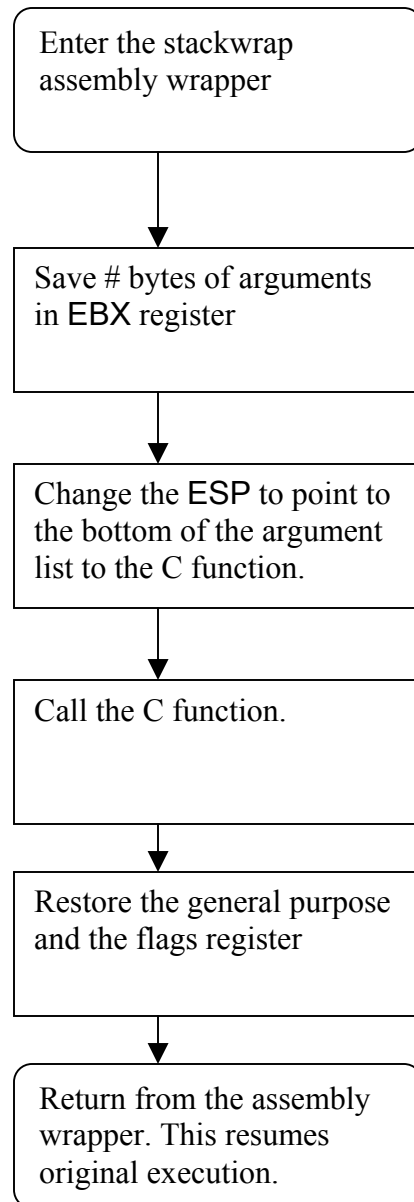 Enter the stackwrap
assembly wrapper
Save # bytes of arguments
in EBX register
Change the ESP to point to
the bottom of the argument
list to the C function.
Call the C function.
Restore the general purpose
and the flags register
Return from the assembly
wrapper. This resumes
original execution.